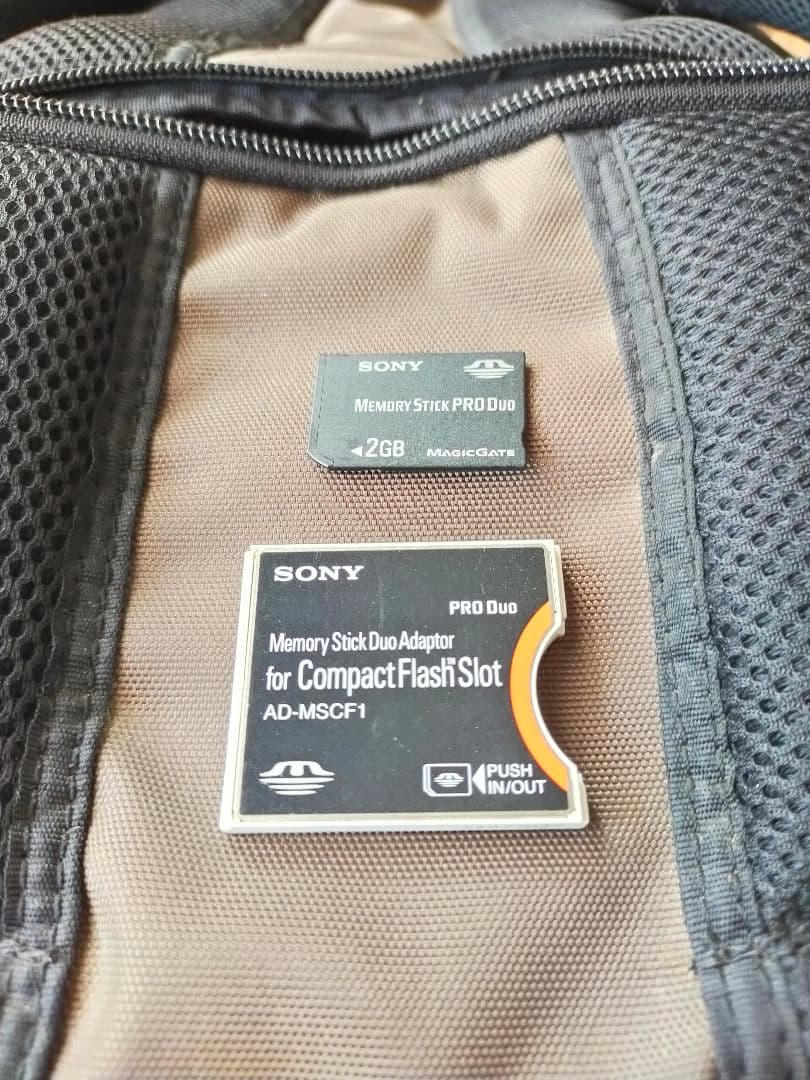 SONY
MEMORY STICK PRO DUO
2GB MAGICGATE
SONY
PRO DUO
Memory Stick Duo Adaptor
for CompactFlash™ Slot
AD-MSCF1
PUSH
IN/OUT